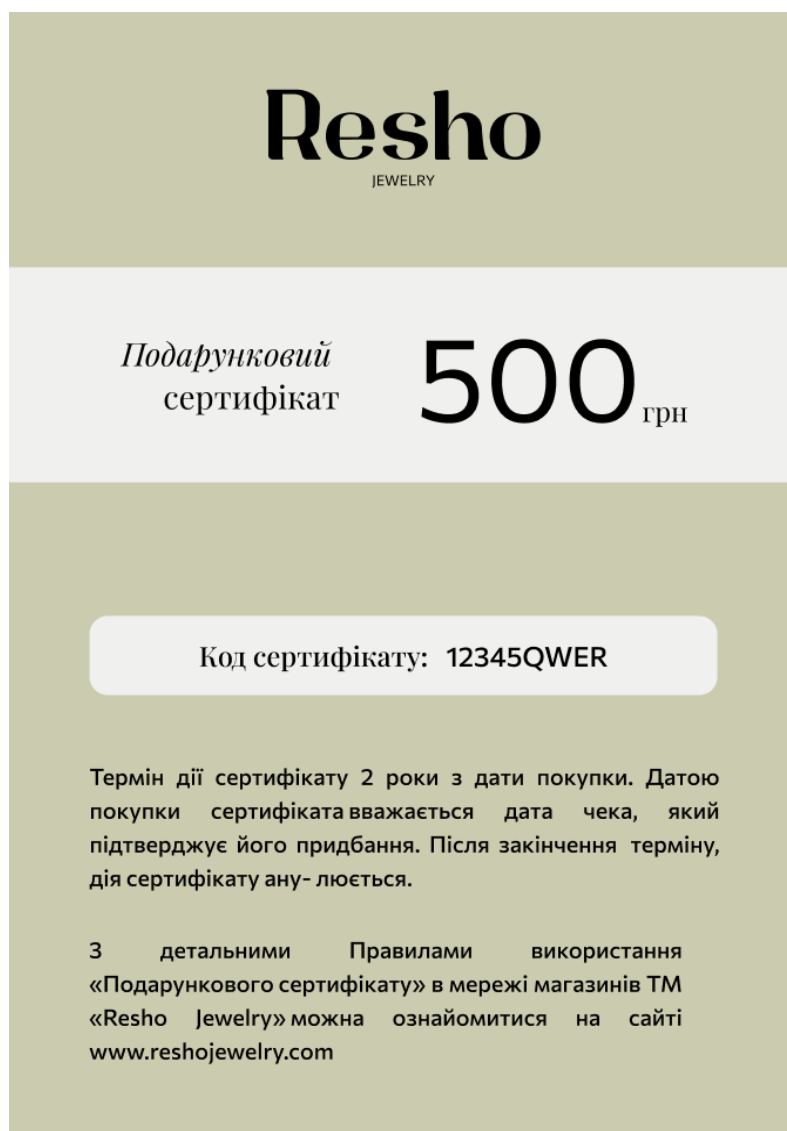 Resho
JEWELRY
Подарунковий
сертифікат
500 грн
Код сертифікату: 12345QWER
Термін дії сертифікату 2 роки з дати покупки. Датою
покупки сертифіката вважається дата чека, який
підтверджує його придбання. Після закінчення терміну,
дія сертифікату ану- люється.
З детальними Правилами використання
«Подарункового сертифікату» в мережі магазинів ТМ
«Resho Jewelry» можна ознайомитися на сайті
www.reshojewelry.com